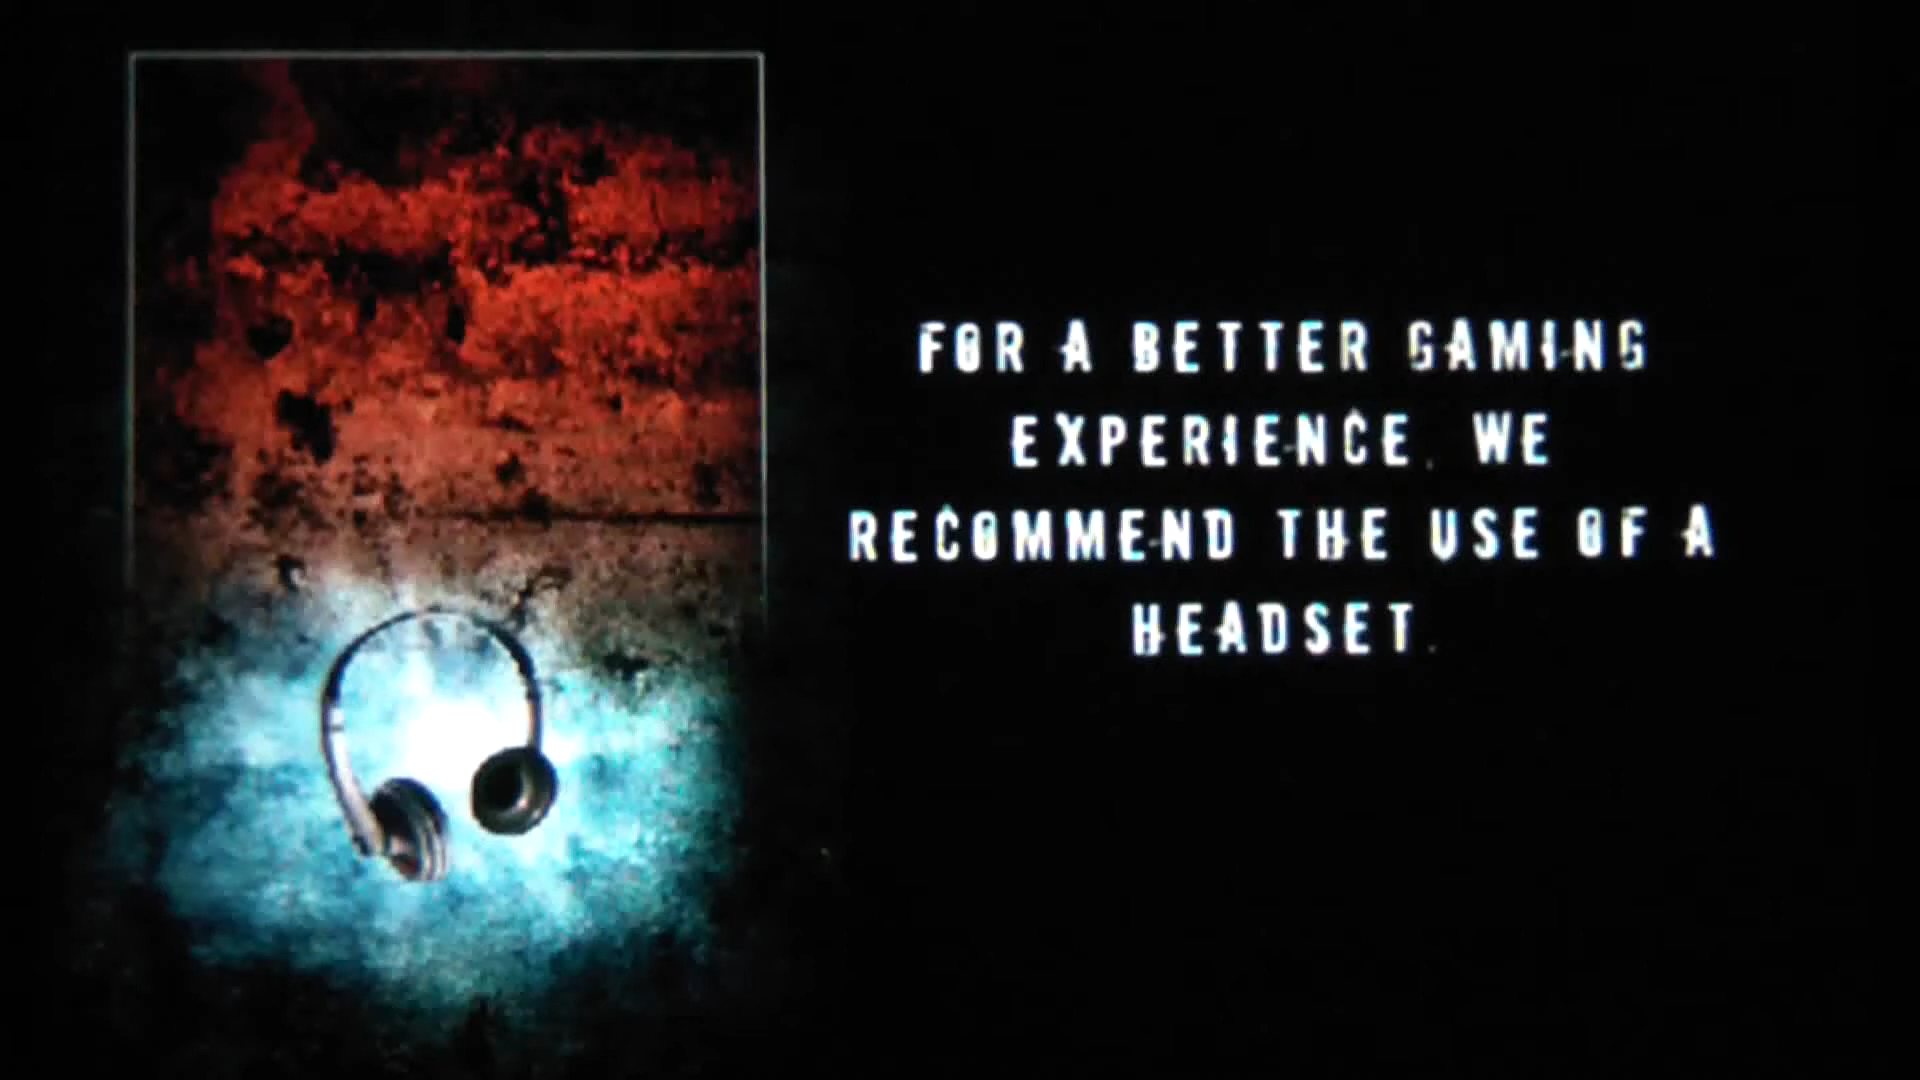 FOR A BETTER GAMING
EXPERIENCE, WE
RECOMMEND THE USE OF A
HEADSET.